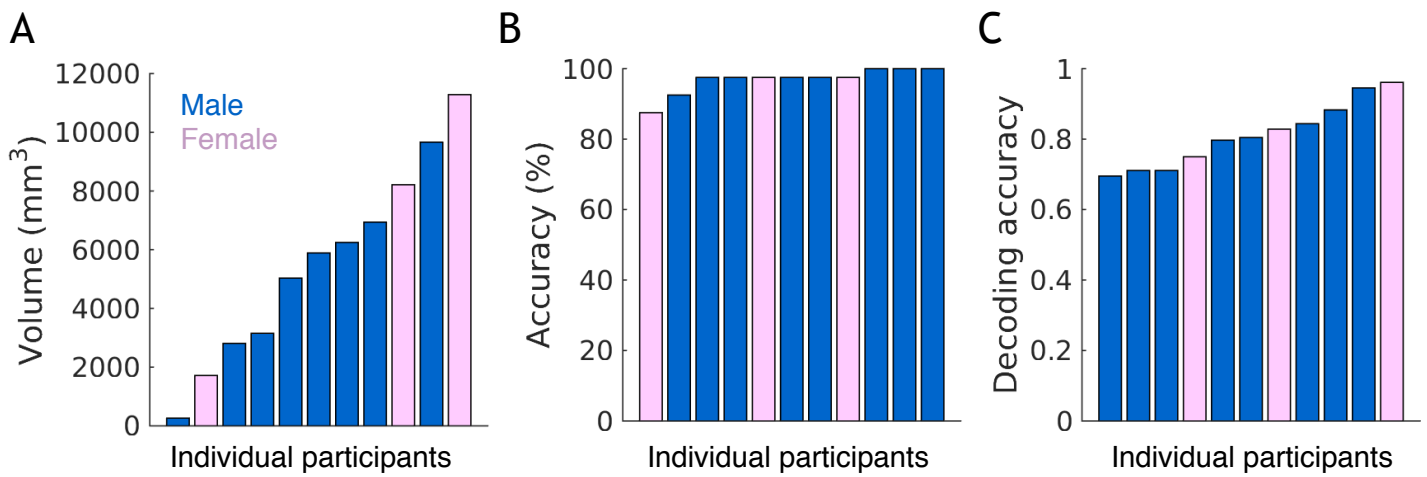 A
Volume (mm³)
12000
10000
8000
6000
4000
2000
0
Male
Female
Individual participants
B
Accuracy (%)
100
80
60
40
20
0
Individual participants
C
Decoding accuracy
1
0.8
0.6
0.4
0.2
0
Individual participants